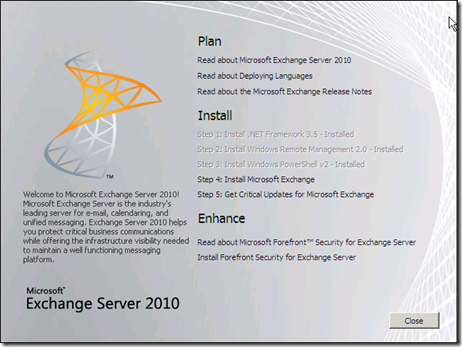 Plan
Read about Microsoft Exchange Server 2010
Read about Deploying Languages
Read about the Microsoft Exchange Release Notes
Install
Step 1: Install .NET Framework 3.5 - Installed
Step 2: Install Windows Remote Management 2.0 - Installed
Step 3: Install Windows PowerShell v2 - Installed
Step 4: Install Microsoft Exchange
Step 5: Get Critical Updates for Microsoft Exchange
Enhance
Read about Microsoft Forefront™ Security for Exchange Server
Install Forefront Security for Exchange Server
TM
Welcome to Microsoft Exchange Server 2010!
Microsoft Exchange Server is the industry's
leading server for e-mail, calendaring, and
unified messaging. Exchange Server 2010 helps
you protect critical business communications
while offering the infrastructure visibility needed
to maintain a well functioning messaging
platform.
Microsoft®
Exchange Server 2010
Close